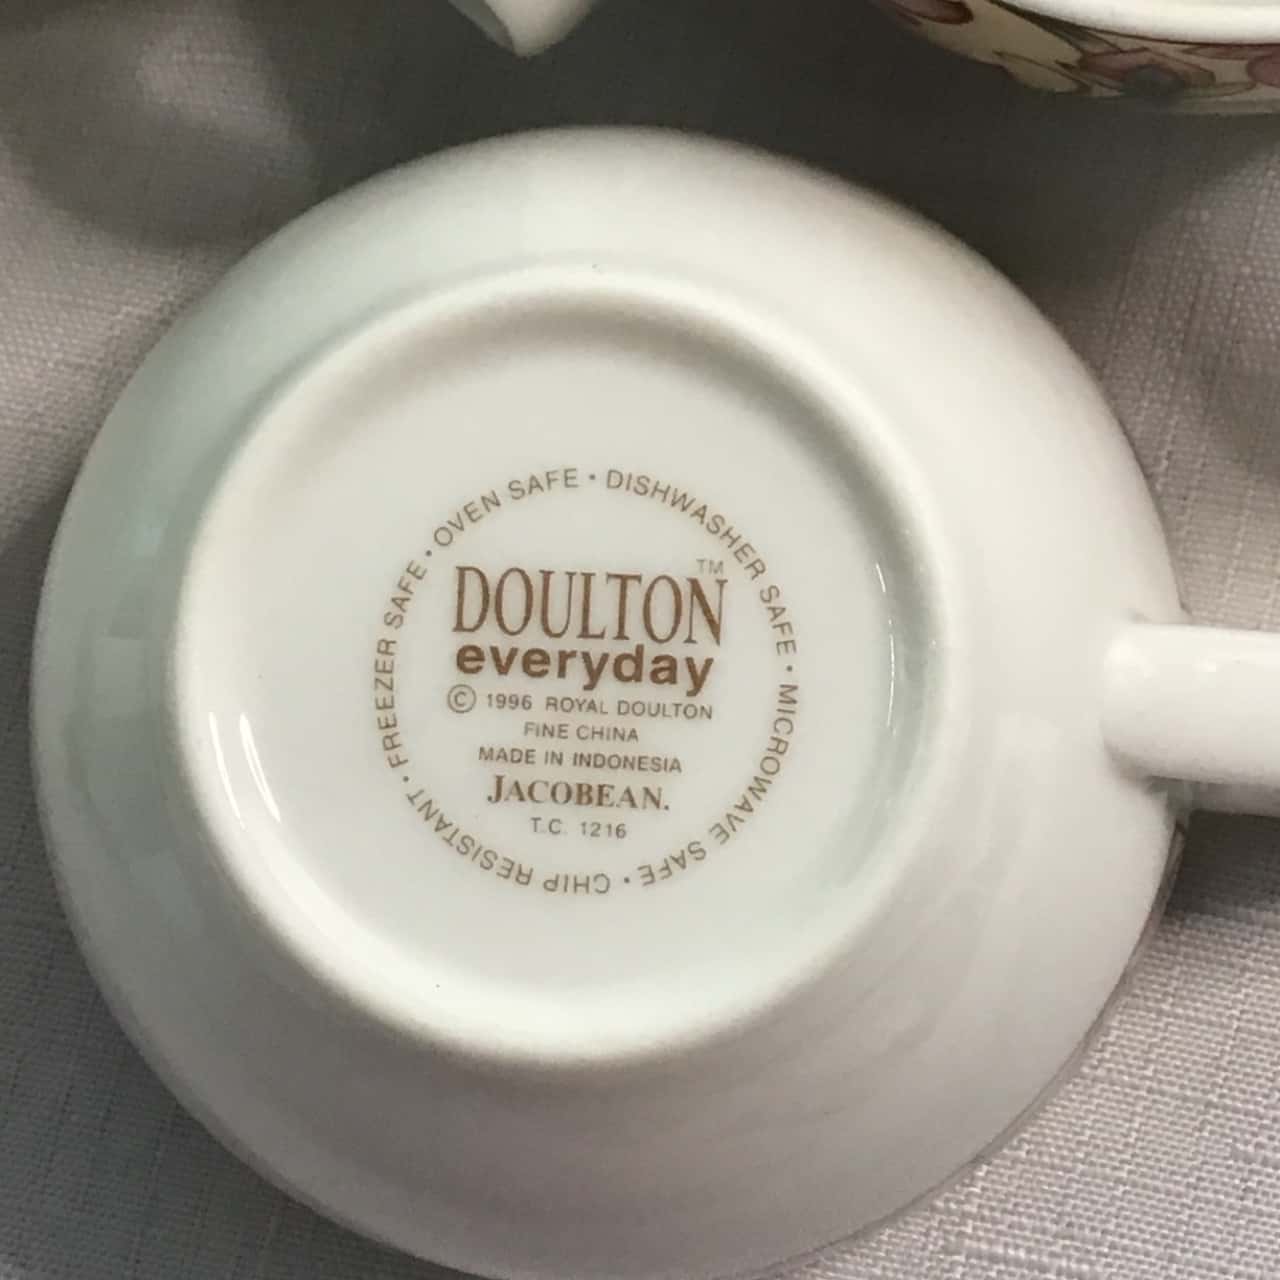 OVEN SAFE · DISHWASHER SAFE · MICROWAVE SAFE · CHIP RESISTANT · FREEZER SAFE ·
DOULTON™
everyday
© 1996 ROYAL DOULTON
FINE CHINA
MADE IN INDONESIA
JACOBEAN.
T.C. 1216